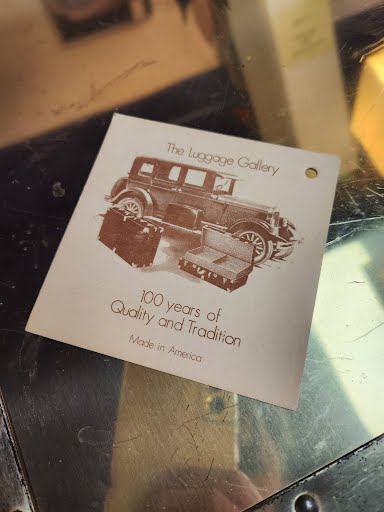 The Luggage Gallery
100 years of
Quality and Tradition
Made in America